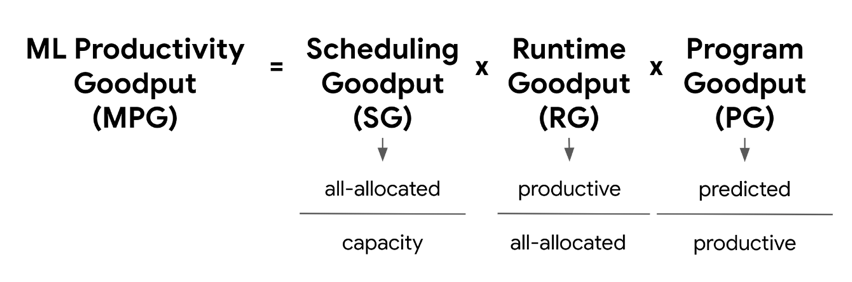 ML Productivity Goodput (MPG) = Scheduling Goodput (SG) x Runtime Goodput (RG) x Program Goodput (PG)
all-allocated productive predicted
capacity all-allocated productive